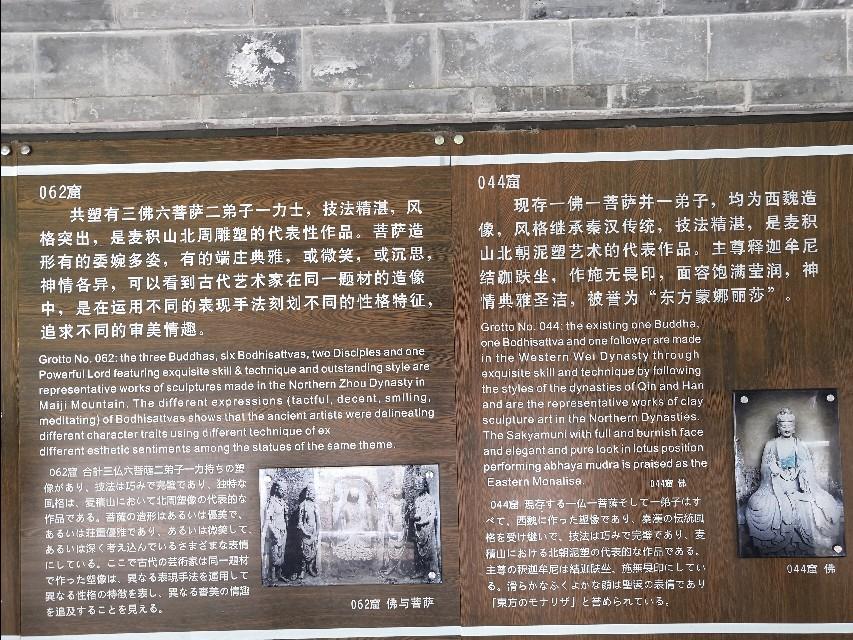 062窟
共塑有三佛六菩萨二弟子一力士，技法精湛，风
格突出，是麦积山北周雕塑的代表性作品。菩萨造
形有的委婉多姿，有的端庄典雅，或微笑，或沉思，
神情各异，可以看到古代艺术家在同一题材的造像
中，是在运用不同的表现手法刻划不同的性格特征，
追求不同的审美情趣。
Grotto No. 062: the three Buddhas, six Bodhisattvas, two Disciples and one
Powerful Lord featuring exquisite skill & technique and outstanding style are
representative works of sculptures made in the Northern Zhou Dynasty in
Maiji Mountain. The different expressions (tactful, decent, smiling,
meditating) of Bodhisattvas shows that the ancient artists were delineating
different character traits using different technique of ex
different esthetic sentiments among the statues of the same theme.
062窟 合計三仏六菩薩二弟子一力持ちの塑
像があり、技法は巧みで完璧であり、独特な
風格は、麦積山において北周塑像の代表的な
作品である。菩薩の造形はあるいは優美で、
あるいは荘重優雅であり、あるいは微笑して、
あるいは深く考え込んでいるさまざまな表情
にしている。ここで古代の芸術家は同一題材
で作った塑像は、異なる表現手法を運用して
異なる性格の特徴を表し、異なる審美の情趣
を追及することを見える。
062窟 佛与菩萨
044窟
现存一佛一菩萨并一弟子，均为西魏造
像，风格继承秦汉传统，技法精湛，是麦积
山北朝泥塑艺术的代表作品。主尊释迦牟尼
结跏趺坐，作施无畏印，面容饱满莹润，神
情典雅圣洁，被誉为“东方蒙娜丽莎”。
Grotto No. 044: the existing one Buddha,
one Bodhisattva and one follower are made
in the Western Wei Dynasty through
exquisite skill and technique by following
the styles of the dynasties of Qin and Han
and are the representative works of clay
sculpture art in the Northern Dynasties.
The Sakyamuni with full and burnish face
and elegant and pure look in lotus position
performing abhaya mudra is praised as the
Eastern Monalise.
044窟 佛
044窟 現存する一仏一菩薩そして一弟子はす
べて、西魏に作った塑像であり、秦漢の伝統風
格を受け継いで、技法は巧みで完璧であり、麦
積山における北朝泥塑の代表的な作品である。
主尊の釈迦牟尼は結跏趺坐、施無畏印にしてい
る。滑らかなふくよかな顔は聖潔の表情であり
「東方のモナリザ」と誉められている。
044窟 佛